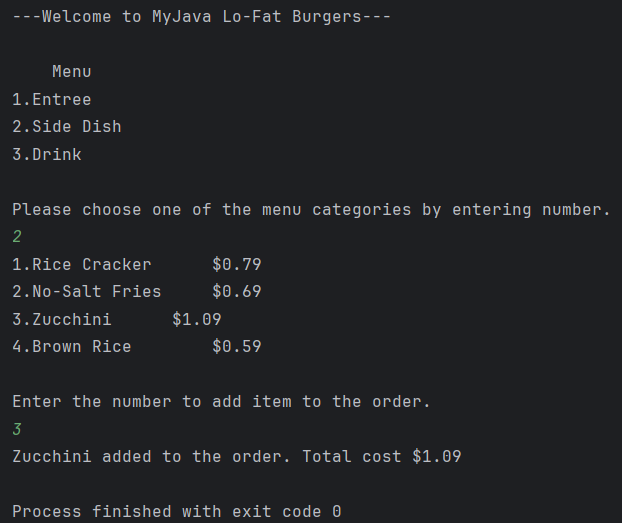 ---Welcome to MyJava Lo-Fat Burgers---
Menu
1.Entree
2.Side Dish
3.Drink
Please choose one of the menu categories by entering number.
2
1.Rice Cracker      $0.79
2.No-Salt Fries     $0.69
3.Zucchini      $1.09
4.Brown Rice        $0.59
Enter the number to add item to the order.
3
Zucchini added to the order. Total cost $1.09
Process finished with exit code 0